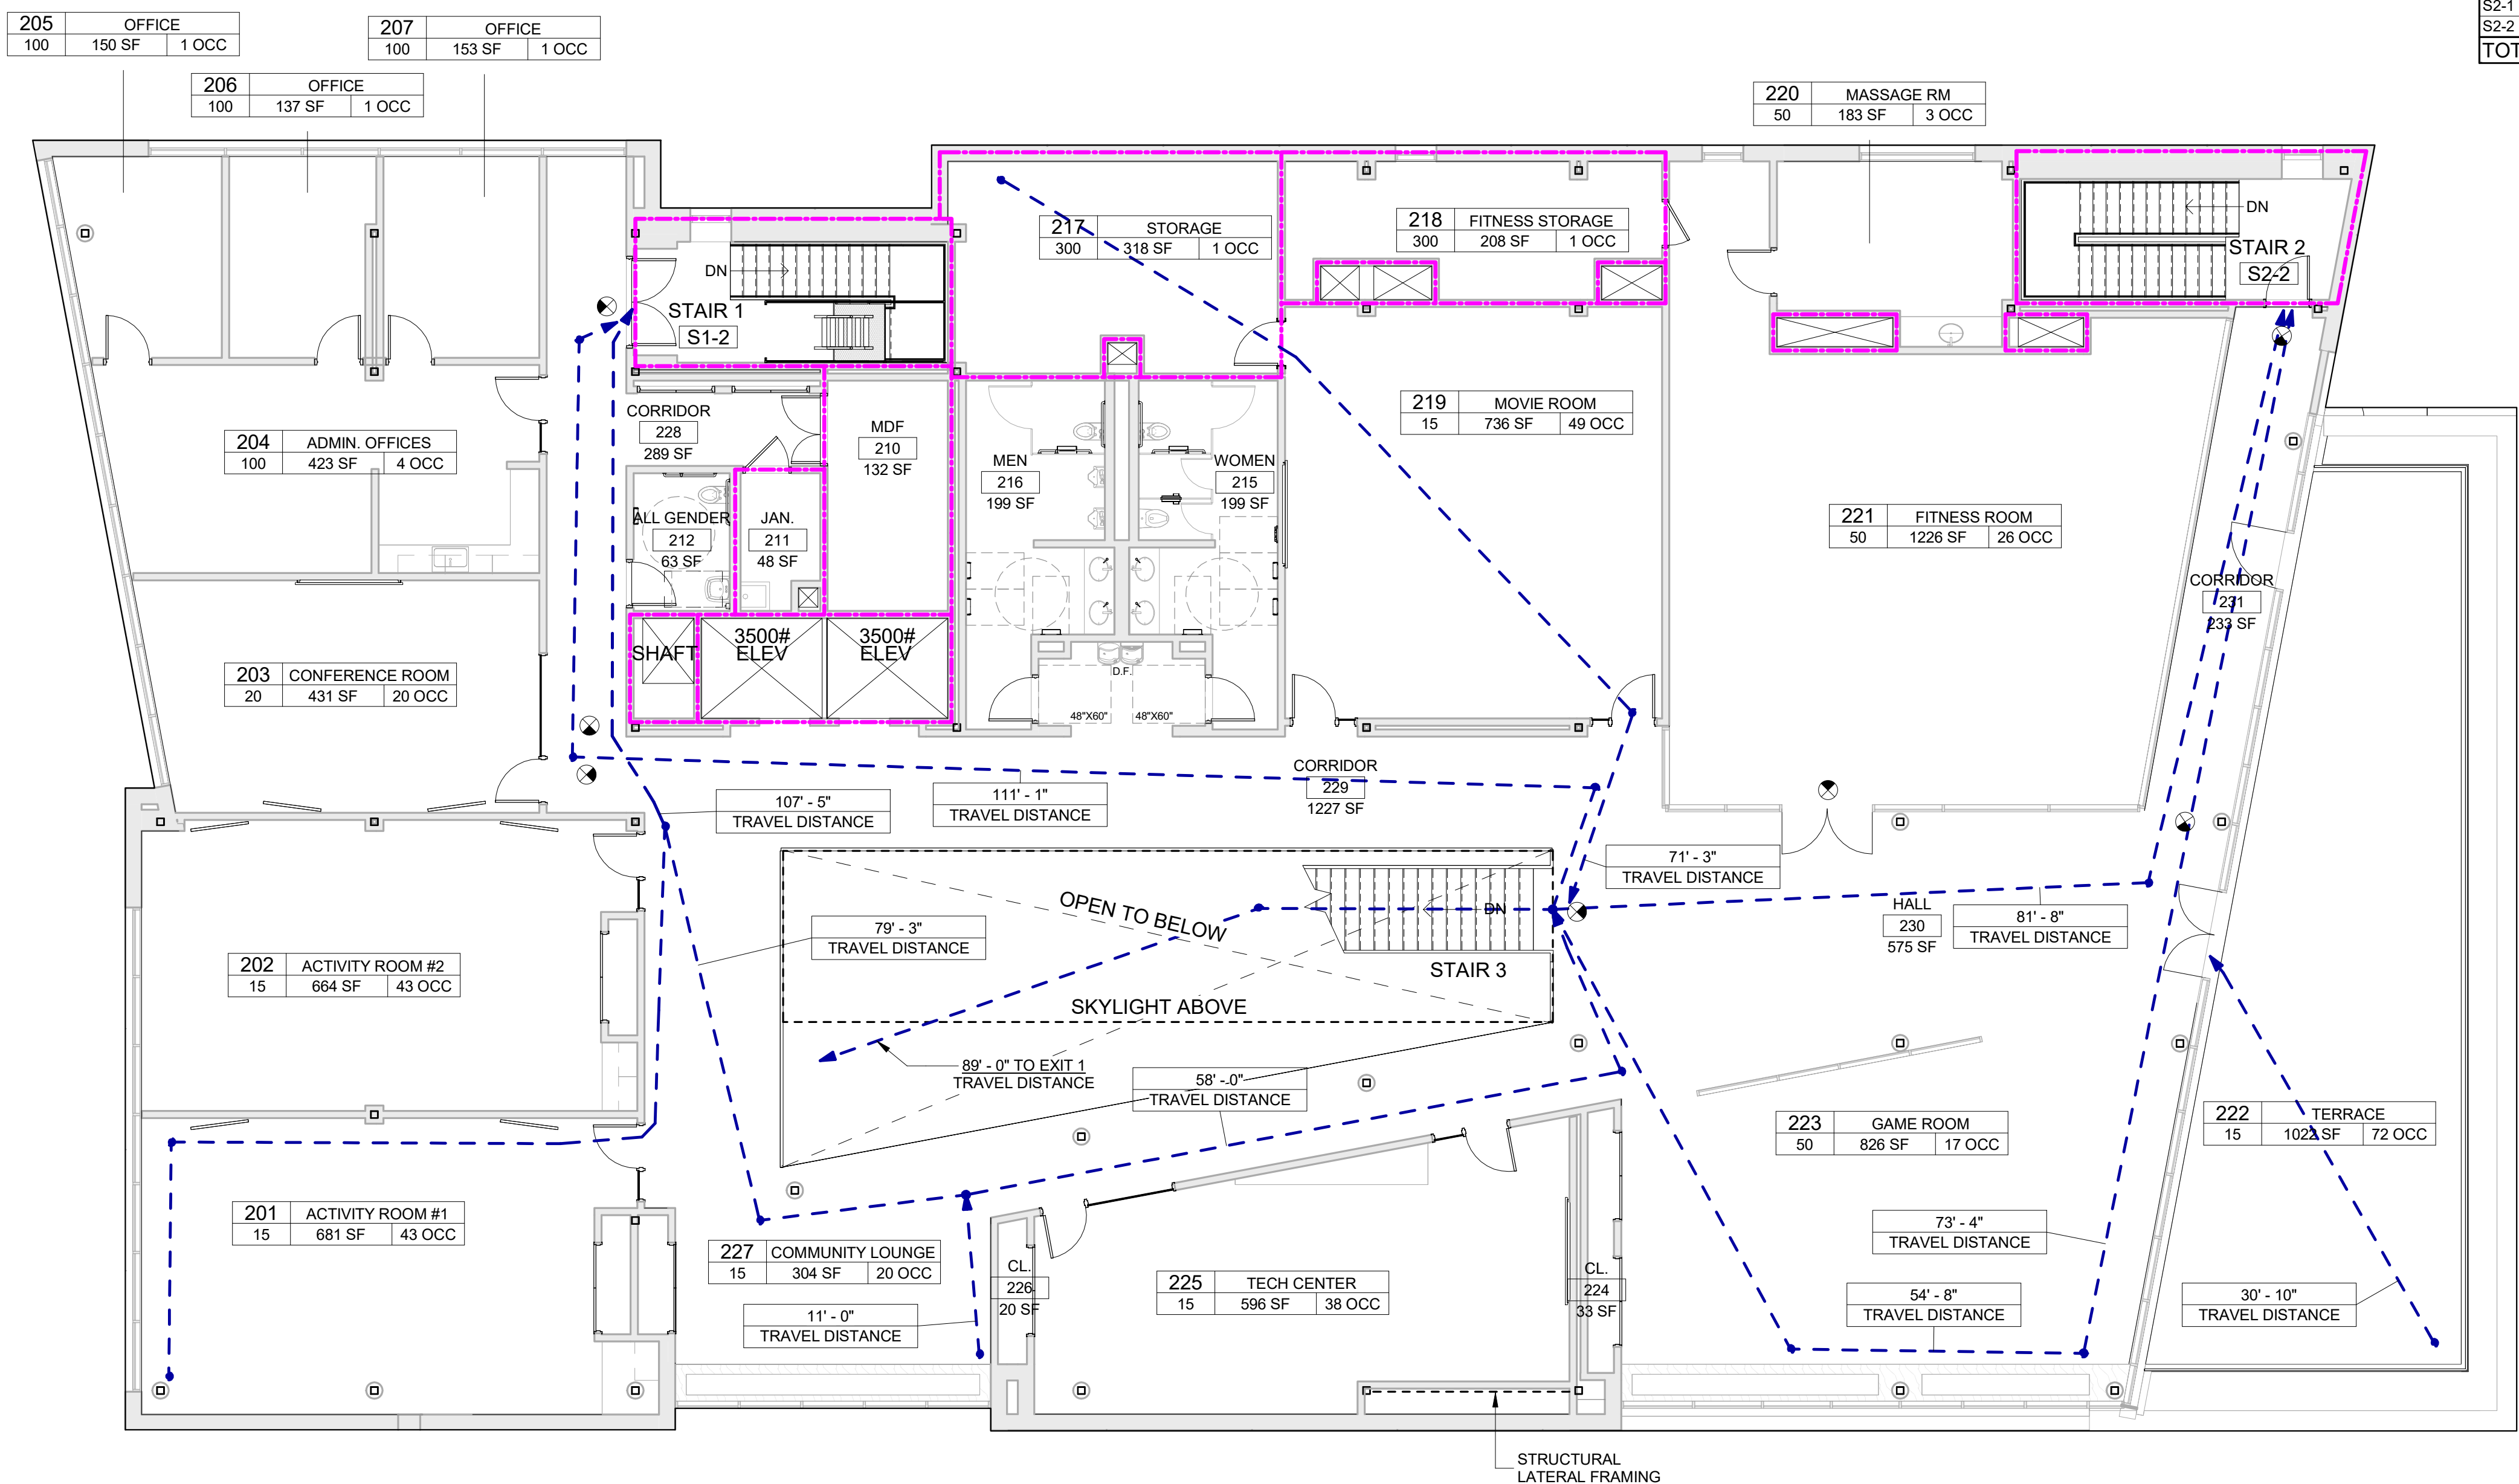 S2-1
S2-2
TOT
205 OFFICE
100 150 SF 1 OCC
207 OFFICE
100 153 SF 1 OCC
206 OFFICE
100 137 SF 1 OCC
220 MASSAGE RM
50 183 SF 3 OCC
217 STORAGE
300 318 SF 1 OCC
218 FITNESS STORAGE
300 208 SF 1 OCC
DN
STAIR 2
S2-2
DN
STAIR 1
S1-2
CORRIDOR
228
289 SF
MDF
210
132 SF
219 MOVIE ROOM
15 736 SF 49 OCC
204 ADMIN. OFFICES
100 423 SF 4 OCC
MEN
216
199 SF
WOMEN
215
199 SF
ALL GENDER
212
63 SF
JAN.
211
48 SF
221 FITNESS ROOM
50 1226 SF 26 OCC
CORRIDOR
231
233 SF
SHAFT
3500#
ELEV
3500#
ELEV
203 CONFERENCE ROOM
20 431 SF 20 OCC
D.F.
48"X60"
48"X60"
CORRIDOR
229
1227 SF
107' - 5"
TRAVEL DISTANCE
111' - 1"
TRAVEL DISTANCE
71' - 3"
TRAVEL DISTANCE
OPEN TO BELOW
DN
STAIR 3
HALL
230
575 SF
81' - 8"
TRAVEL DISTANCE
79' - 3"
TRAVEL DISTANCE
202 ACTIVITY ROOM #2
15 664 SF 43 OCC
SKYLIGHT ABOVE
89' - 0" TO EXIT 1
TRAVEL DISTANCE
58' - 0"
TRAVEL DISTANCE
223 GAME ROOM
50 826 SF 17 OCC
222 TERRACE
15 1022 SF 72 OCC
201 ACTIVITY ROOM #1
15 681 SF 43 OCC
227 COMMUNITY LOUNGE
15 304 SF 20 OCC
73' - 4"
TRAVEL DISTANCE
CL.
226
20 SF
225 TECH CENTER
15 596 SF 38 OCC
CL.
224
33 SF
54' - 8"
TRAVEL DISTANCE
30' - 10"
TRAVEL DISTANCE
11' - 0"
TRAVEL DISTANCE
STRUCTURAL
LATERAL FRAMING